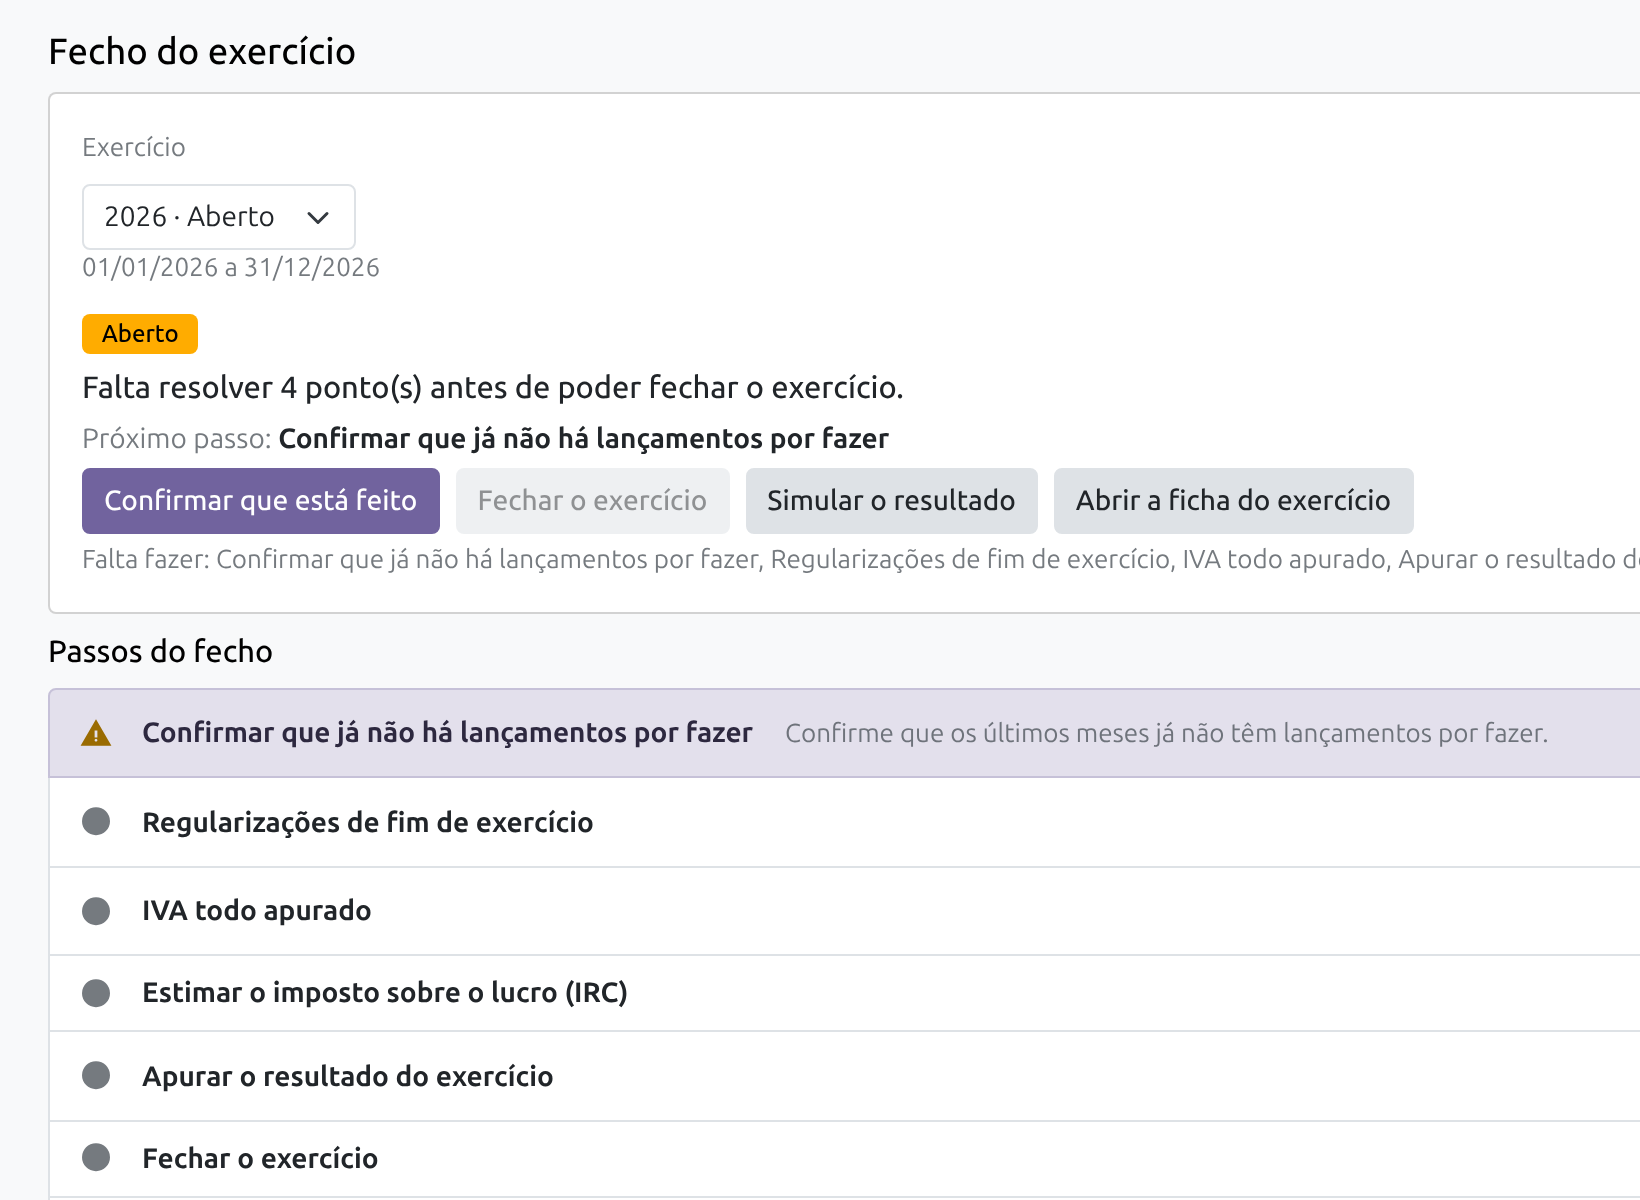 Fecho do exercício
Exercício
2026 · Aberto
01/01/2026 a 31/12/2026
Aberto
Falta resolver 4 ponto(s) antes de poder fechar o exercício.
Próximo passo: Confirmar que já não há lançamentos por fazer
Confirmar que está feito Fechar o exercício Simular o resultado Abrir a ficha do exercício
Falta fazer: Confirmar que já não há lançamentos por fazer, Regularizações de fim de exercício, IVA todo apurado, Apurar o resultado
Passos do fecho
Confirmar que já não há lançamentos por fazer Confirme que os últimos meses já não têm lançamentos por fazer.
Regularizações de fim de exercício
IVA todo apurado
Estimar o imposto sobre o lucro (IRC)
Apurar o resultado do exercício
Fechar o exercício